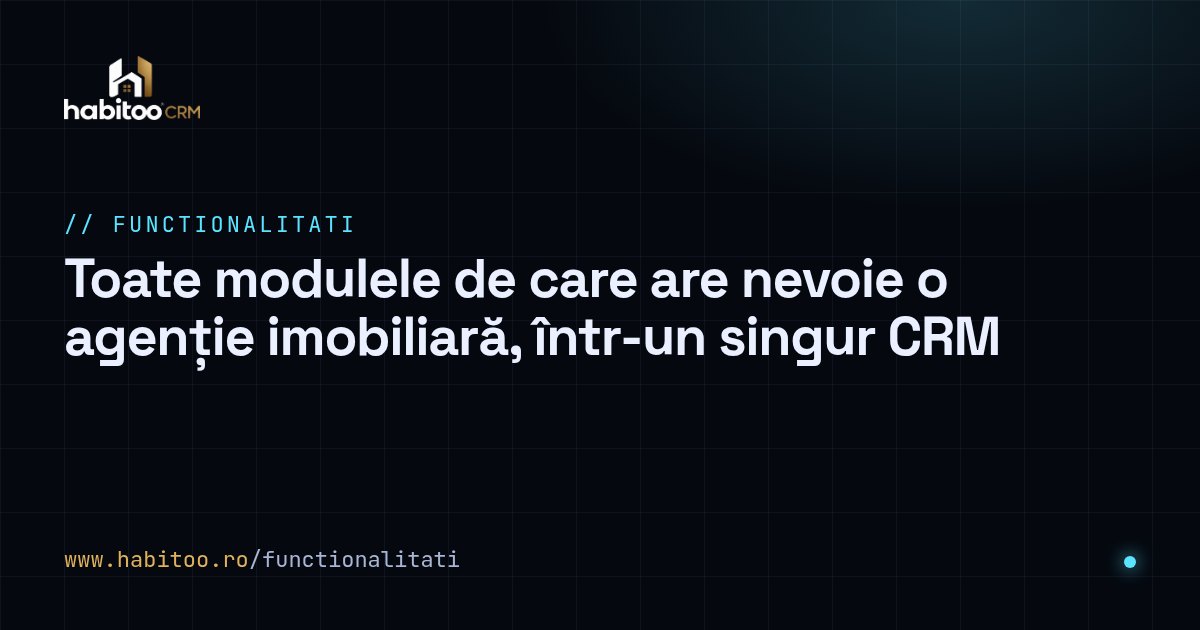 habitoo CRM
// FUNCTIONALITATI
Toate modulele de care are nevoie o
agenție imobiliară, într-un singur CRM
www.habitoo.ro/functionalitati